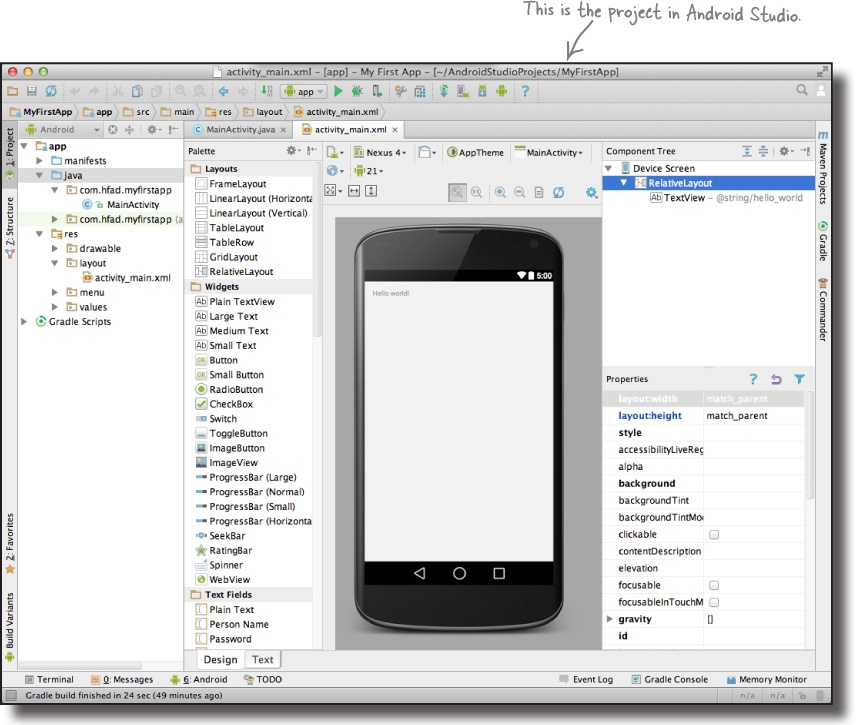 This is the project in Android Studio.
activity_main.xml – [app] – My First App – [~/AndroidStudioProjects/MyFirstApp]
app
MyFirstApp app src main res layout activity_main.xml
1: Project
Z: Structure
2: Favorites
Build Variants
Android
app
manifests
java
com.hfad.myfirstapp
MainActivity
com.hfad.myfirstapp (a
res
drawable
layout
activity_main.xml
menu
values
Gradle Scripts
MainActivity.java activity_main.xml
Palette
Layouts
FrameLayout
LinearLayout (Horizonta
LinearLayout (Vertical)
TableLayout
TableRow
GridLayout
RelativeLayout
Widgets
Plain TextView
Large Text
Medium Text
Small Text
Button
Small Button
RadioButton
CheckBox
Switch
ToggleButton
ImageButton
ImageView
ProgressBar (Large)
ProgressBar (Normal)
ProgressBar (Small)
ProgressBar (Horizonta
SeekBar
RatingBar
Spinner
WebView
Text Fields
Plain Text
Person Name
Password
Design Text
Nexus 4 AppTheme MainActivity
21
5:00
Hello world!
Component Tree
Device Screen
RelativeLayout
Ab TextView – @string/hello_world
Properties
layout:width match_parent
layout:height match_parent
style
accessibilityLiveReg
alpha
background
backgroundTint
backgroundTintMo
clickable
contentDescription
elevation
focusable
focusableInTouchM
gravity []
id
Maven Projects
Gradle
Commander
Terminal 0: Messages 6: Android TODO Event Log Gradle Console Memory Monitor
Gradle build finished in 24 sec (49 minutes ago) n/a n/a